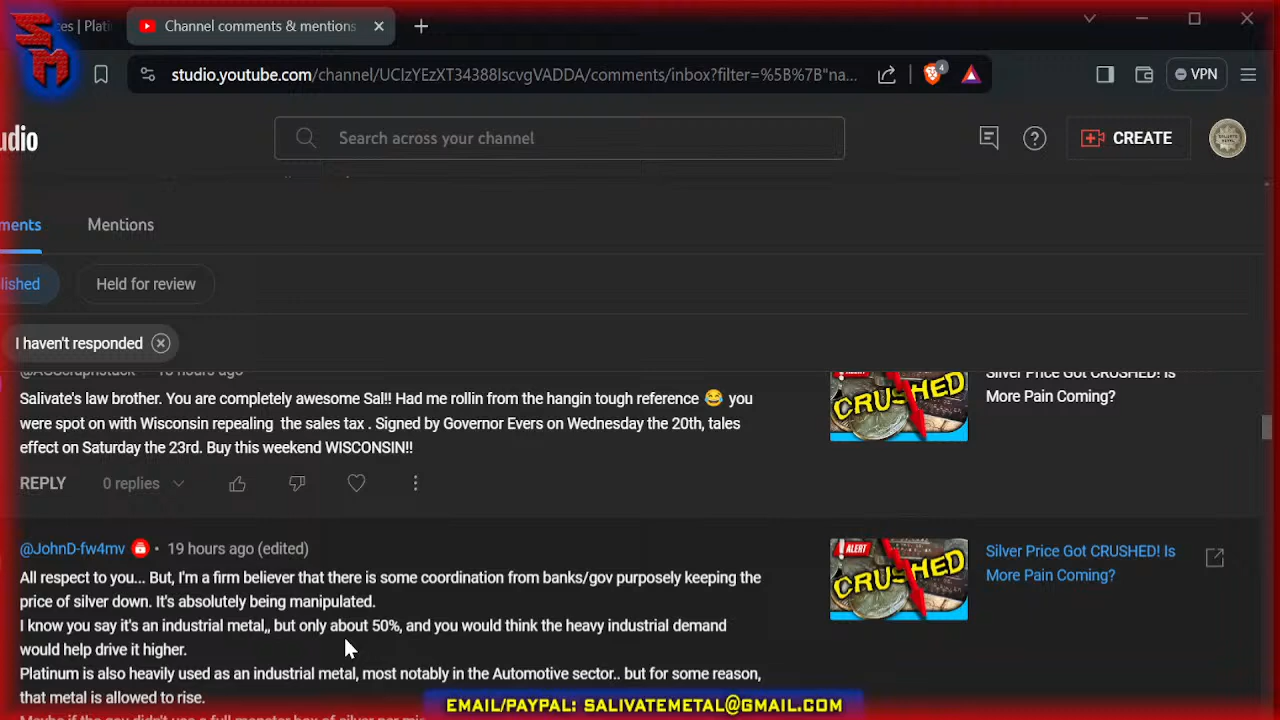 SM
ces | Plati
Channel comments & mentions
studio.youtube.com/channel/UCIzYEzXT34388IscvgVADDA/comments/inbox?filter=%5B%7B"na...
4
VPN
udio
Search across your channel
CREATE
ments
Mentions
lished
Held for review
I haven't responded
18 hours ago
Silver Price Got CRUSHED! Is
More Pain Coming?
CRUSHED
Salivate's law brother. You are completely awesome Sal!! Had me rollin from the hangin tough reference 😂 you
were spot on with Wisconsin repealing the sales tax . Signed by Governor Evers on Wednesday the 20th, tales
effect on Saturday the 23rd. Buy this weekend WISCONSIN!!
REPLY
0 replies
@JohnD-fw4mv • 19 hours ago (edited)
All respect to you... But, I'm a firm believer that there is some coordination from banks/gov purposely keeping the
price of silver down. It's absolutely being manipulated.
I know you say it's an industrial metal,, but only about 50%, and you would think the heavy industrial demand
would help drive it higher.
Platinum is also heavily used as an industrial metal, most notably in the Automotive sector.. but for some reason,
that metal is allowed to rise.
ALERT
CRUSHED
Silver Price Got CRUSHED! Is
More Pain Coming?
EMAIL/PAYPAL: SALIVATEMETAL@GMAIL.COM